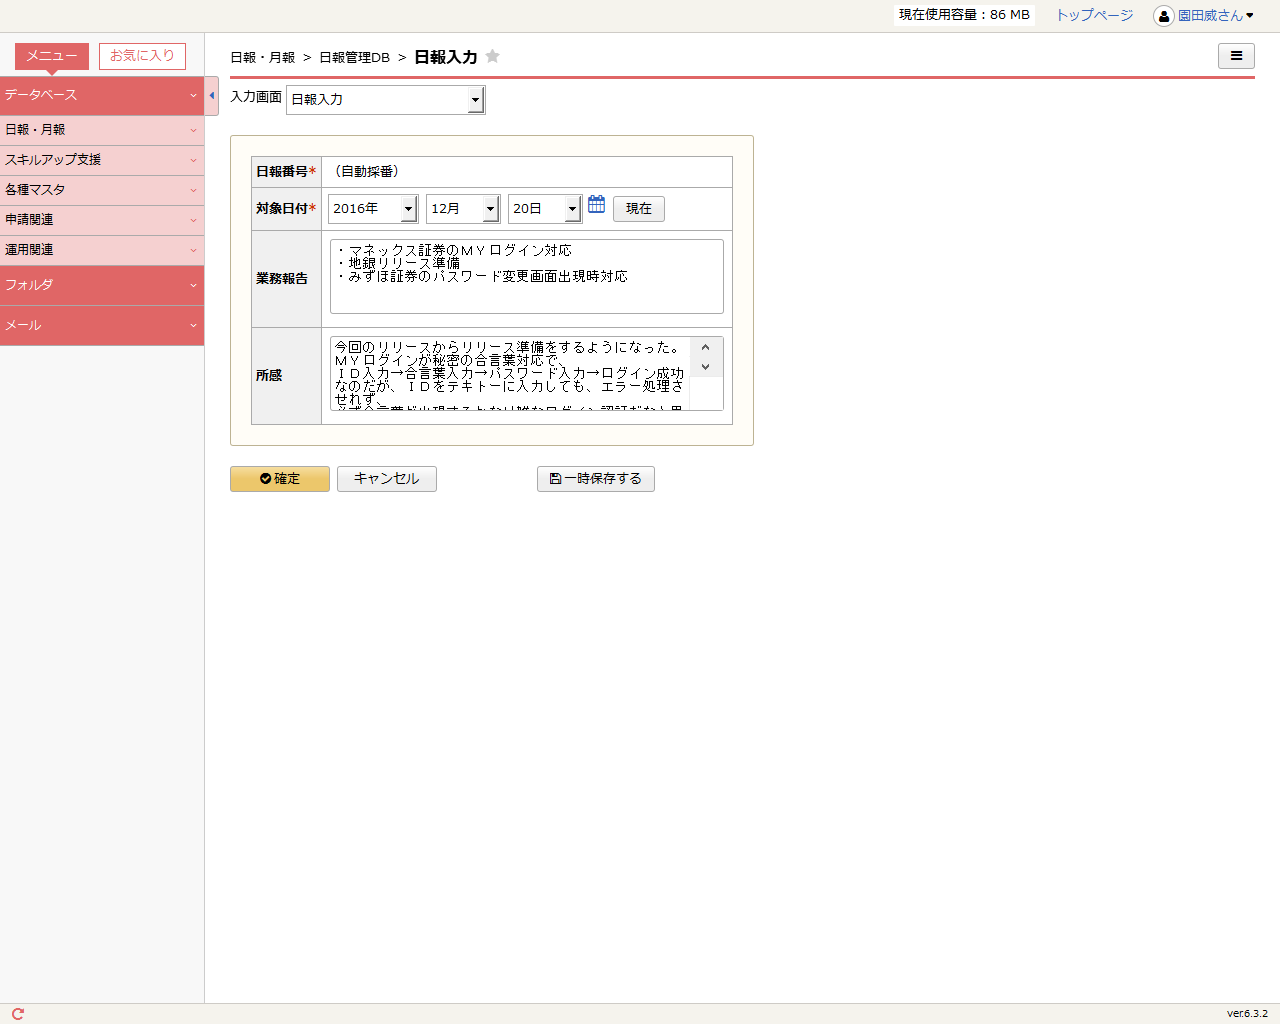 現在使用容量：86 MB トップページ 園田威さん
メニュー お気に入り
日報・月報 > 日報管理DB > 日報入力
データベース
日報・月報
スキルアップ支援
各種マスタ
申請関連
運用関連
フォルダ
メール
入力画面 日報入力
日報番号* （自動採番）
対象日付* 2016年 12月 20日 現在
業務報告
・マネックス証券のＭＹログイン対応
・地銀リリース準備
・みずほ証券のパスワード変更画面出現時対応
所感
今回のリリースからリリース準備をするようになった。
ＭＹログインが秘密の合言葉対応で、
ＩＤ入力→合言葉入力→パスワード入力→ログイン成功
なのだが、ＩＤをテキトーに入力しても、エラー処理さ
せれず、
確定 キャンセル 一時保存する
ver.6.3.2